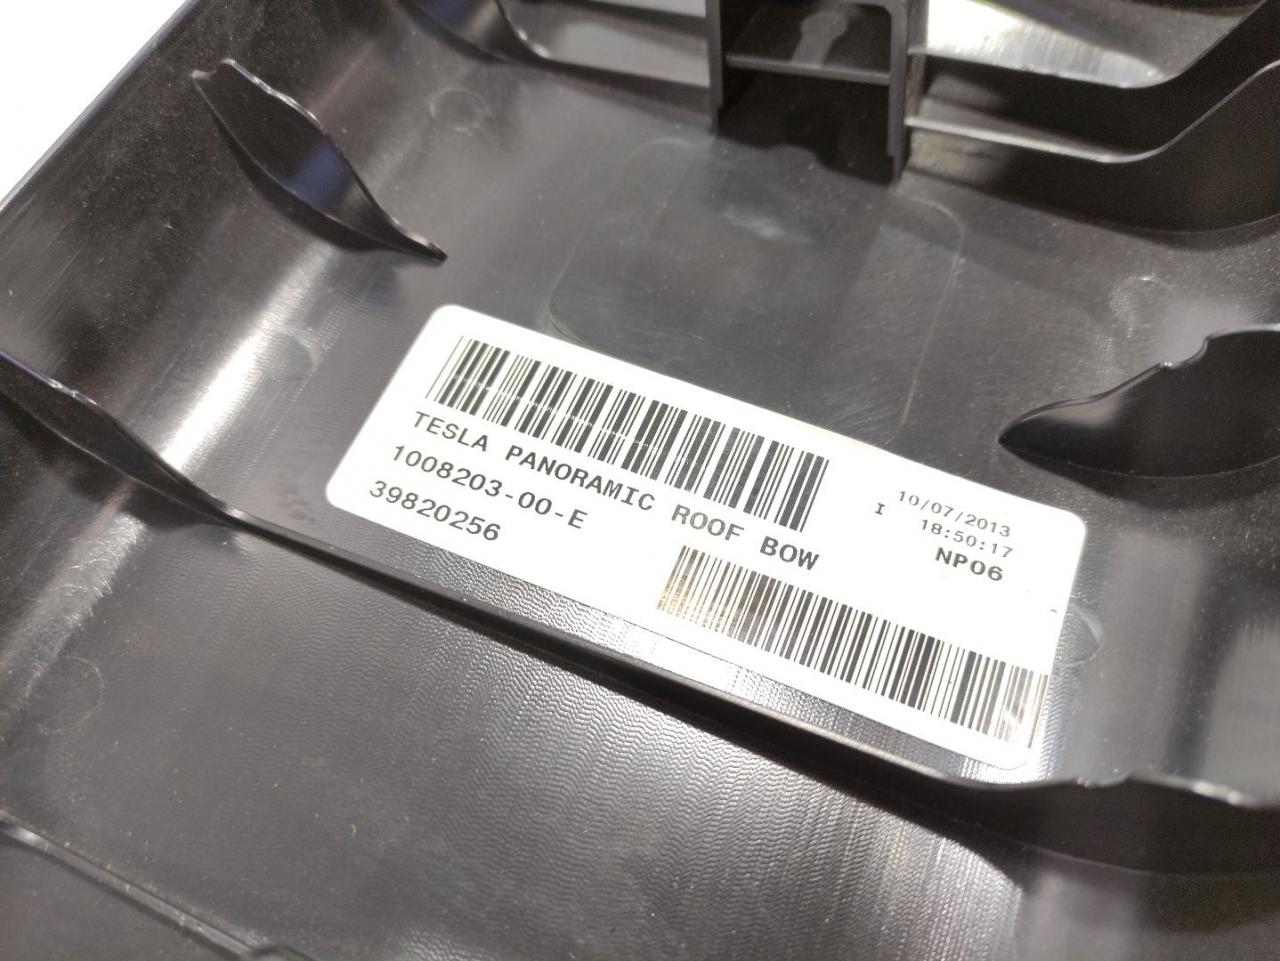 TESLA PANORAMIC ROOF BOW
1008203-00-E
39820256
10/07/2013
I 18:50:17
NP06